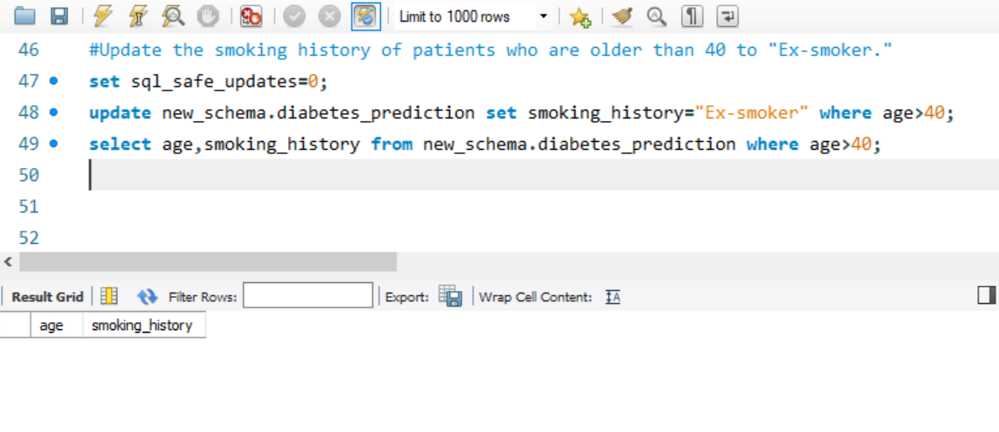 Limit to 1000 rows
46 #Update the smoking history of patients who are older than 40 to "Ex-smoker."
47 set sql_safe_updates=0;
48 update new_schema.diabetes_prediction set smoking_history="Ex-smoker" where age>40;
49 select age,smoking_history from new_schema.diabetes_prediction where age>40;
50
51
52
Result Grid Filter Rows: Export: Wrap Cell Content: IA
age smoking_history